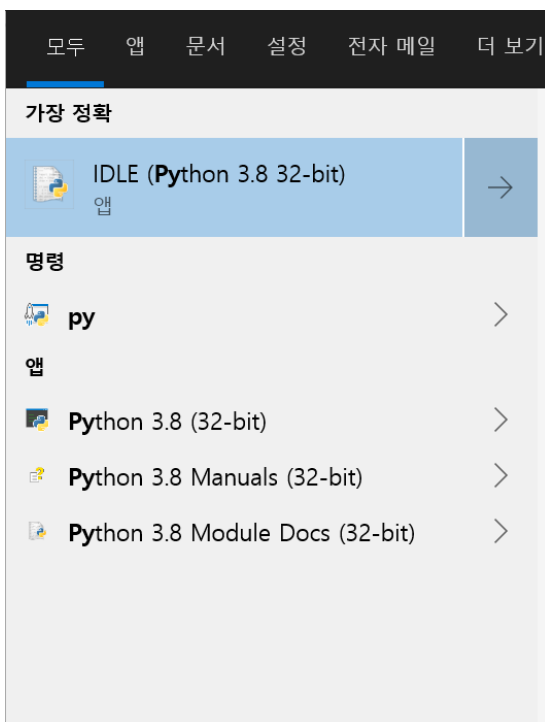 모두 앱 문서 설정 전자 메일 더 보기
가장 정확
IDLE (Python 3.8 32-bit)
앱
명령
py
앱
Python 3.8 (32-bit)
Python 3.8 Manuals (32-bit)
Python 3.8 Module Docs (32-bit)